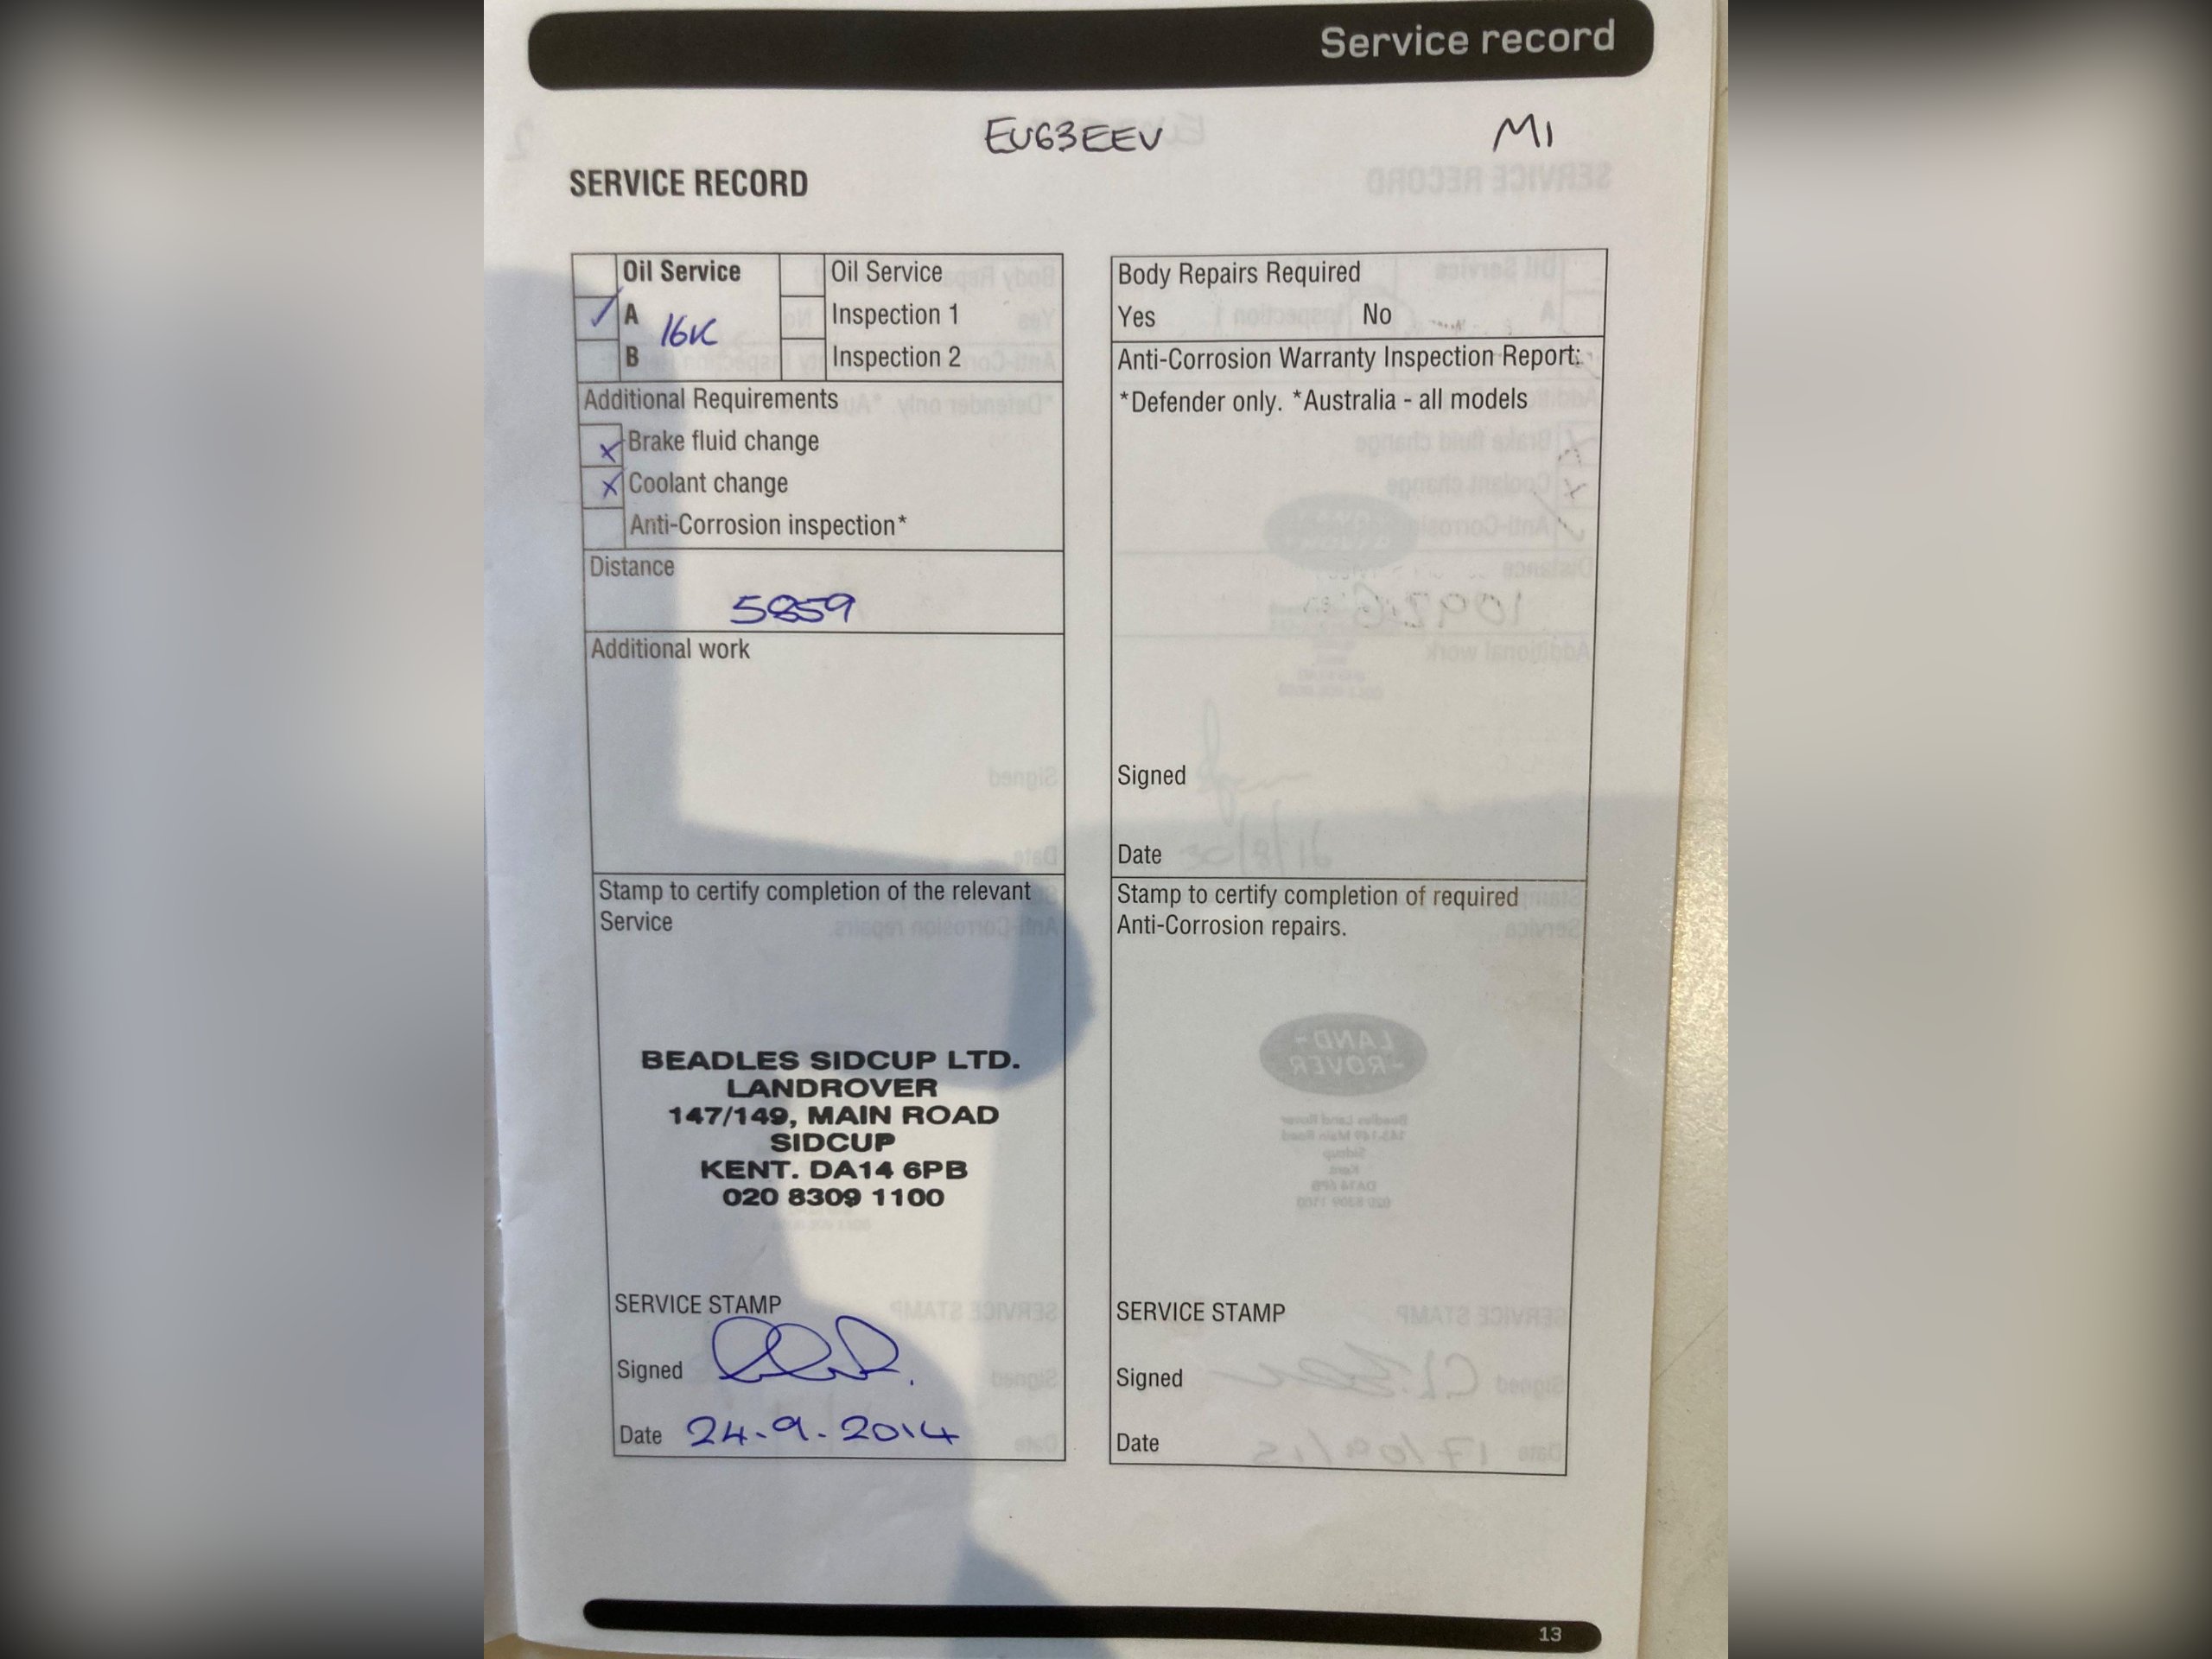 Service record
EU63EEV M1
SERVICE RECORD
Oil Service Oil Service
A 16K Inspection 1
B Inspection 2
Additional Requirements
x Brake fluid change
x Coolant change
Anti-Corrosion inspection*
Distance
5859
Additional work
Stamp to certify completion of the relevant
Service
BEADLES SIDCUP LTD.
LANDROVER
147/149, MAIN ROAD
SIDCUP
KENT. DA14 6PB
020 8309 1100
SERVICE STAMP
Signed
Date 24.9.2014
Body Repairs Required
Yes No
Anti-Corrosion Warranty Inspection Report:
*Defender only. *Australia - all models
Signed
Date
Stamp to certify completion of required
Anti-Corrosion repairs.
SERVICE STAMP
Signed
Date
13